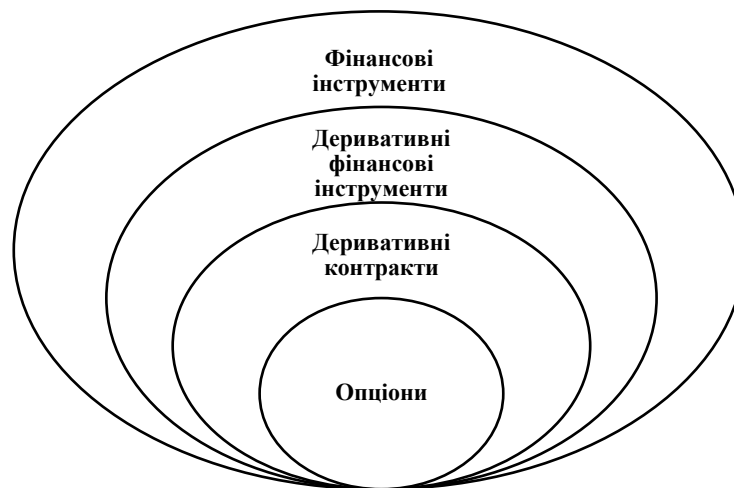 Фінансові
інструменти
Деривативні
фінансові
інструменти
Деривативні
контракти
Опціони